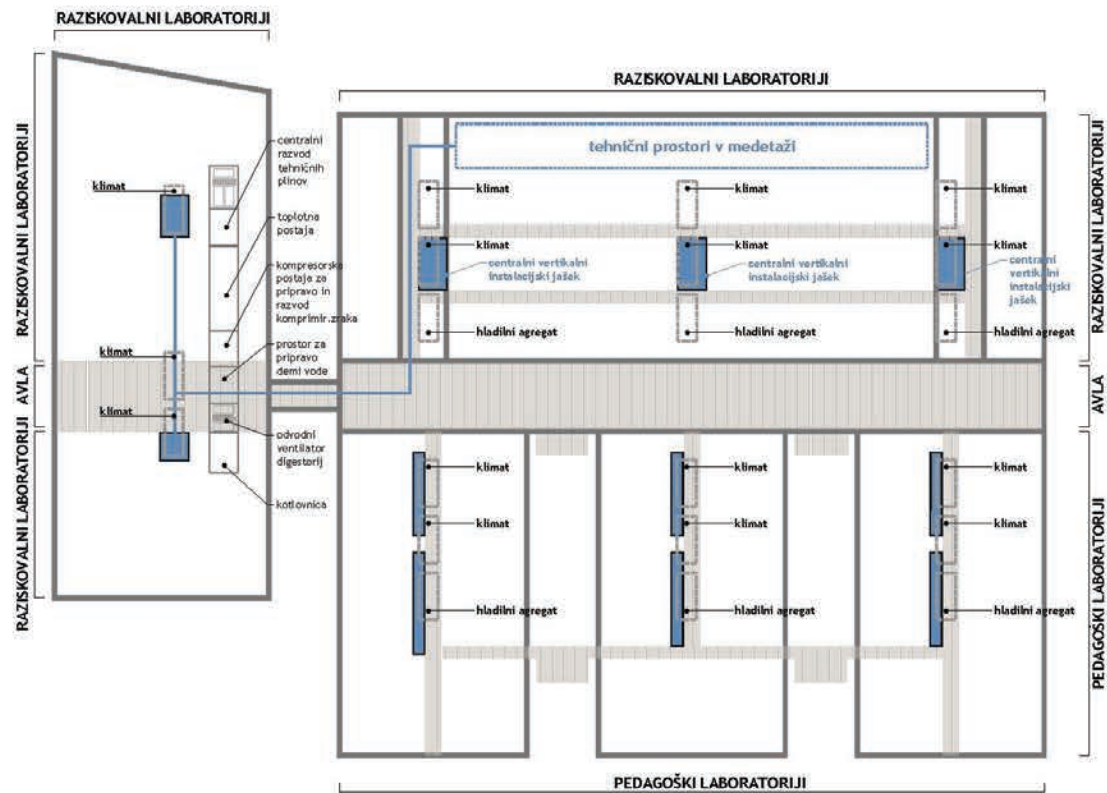 RAZISKOVALNI LABORATORIJI
RAZISKOVALNI LABORATORIJI
AVLA
RAZISKOVALNI LABORATORIJI
klimat
klimat
klimat
centralni
razvod
tehničnih
plinov
toplotna
postaja
kompresorska
postaja za
pripravo in
razvod
komprimir.zraka
prostor za
pripravo
demi vode
odvodni
ventilator
digestorij
kotlovnica
RAZISKOVALNI LABORATORIJI
tehnični prostori v medetaži
klimat
klimat
klimat
klimat
klimat
klimat
centralni vertikalni
instalacijski jašek
centralni vertikalni
instalacijski jašek
centralni
vertikalni
instalacijski
jašek
hladilni agregat
hladilni agregat
hladilni agregat
RAZISKOVALNI LABORATORIJI
AVLA
PEDAGOŠKI LABORATORIJI
klimat
klimat
klimat
klimat
klimat
klimat
hladilni agregat
hladilni agregat
hladilni agregat
PEDAGOŠKI LABORATORIJI